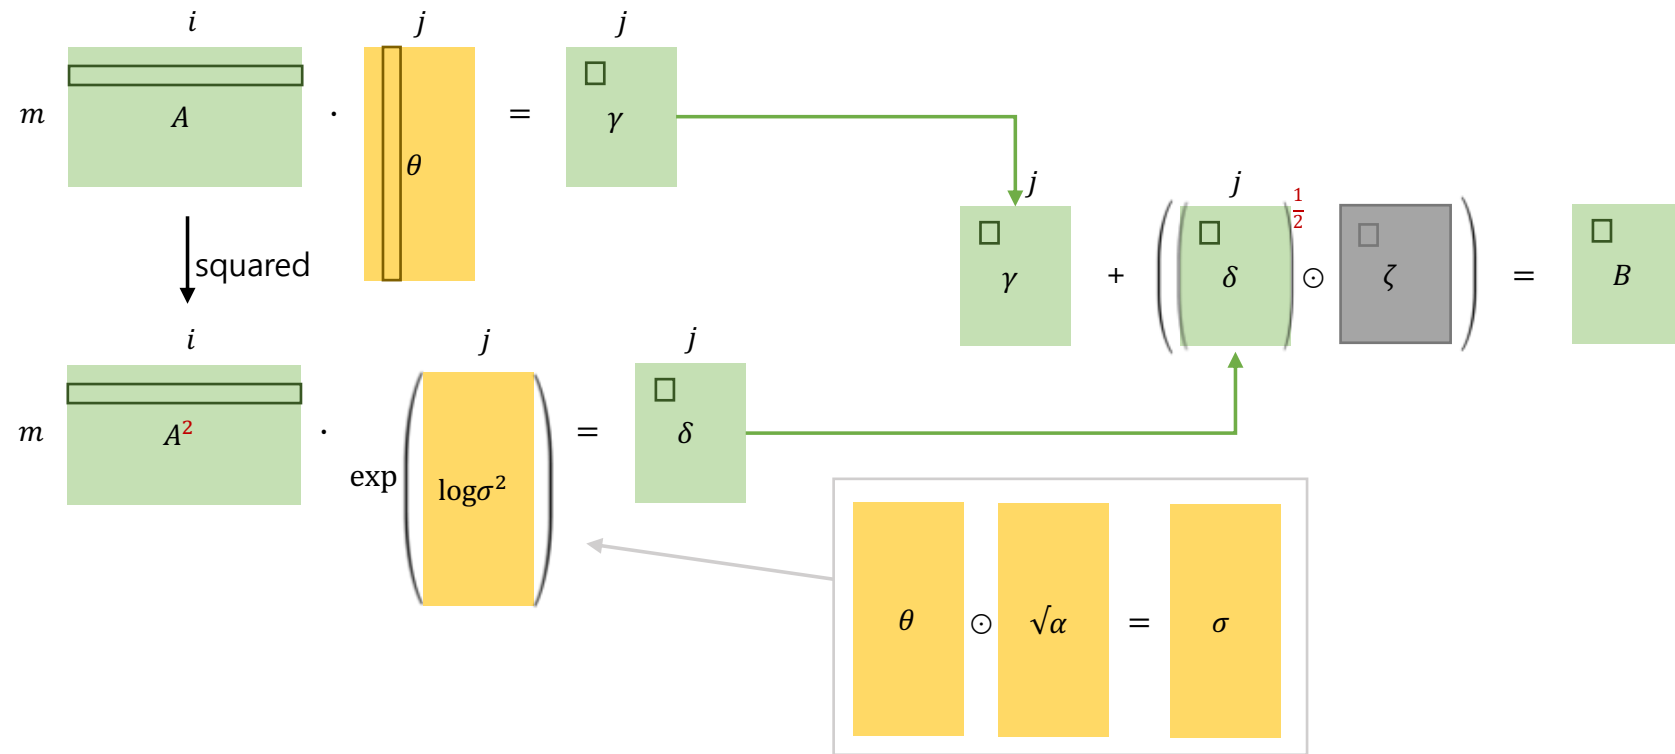 i j j
m A · θ = γ
squared
j j
γ + ( ( δ )^{1/2} ⊙ ζ ) = B
i j j
m A² · exp ( logσ² ) = δ
θ ⊙ √α = σ